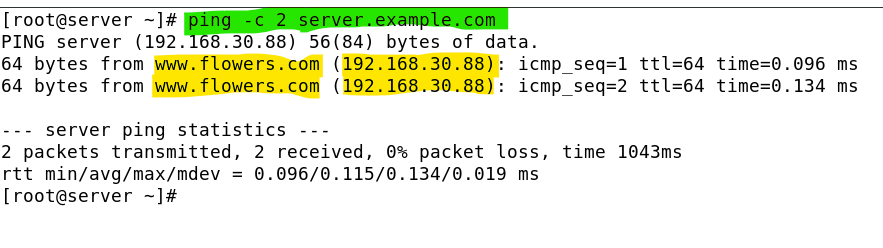 [root@server ~]# ping -c 2 server.example.com
PING server (192.168.30.88) 56(84) bytes of data.
64 bytes from www.flowers.com (192.168.30.88): icmp_seq=1 ttl=64 time=0.096 ms
64 bytes from www.flowers.com (192.168.30.88): icmp_seq=2 ttl=64 time=0.134 ms

--- server ping statistics ---
2 packets transmitted, 2 received, 0% packet loss, time 1043ms
rtt min/avg/max/mdev = 0.096/0.115/0.134/0.019 ms
[root@server ~]#